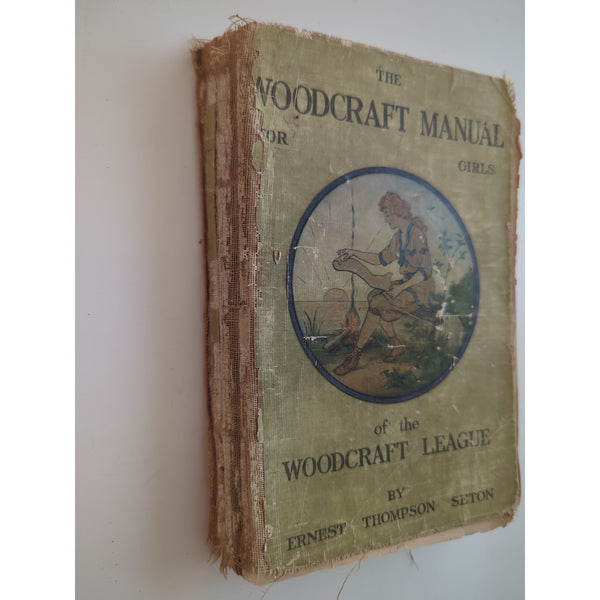 THE
WOODCRAFT MANUAL
FOR GIRLS
of the
WOODCRAFT LEAGUE
BY
ERNEST THOMPSON SETON